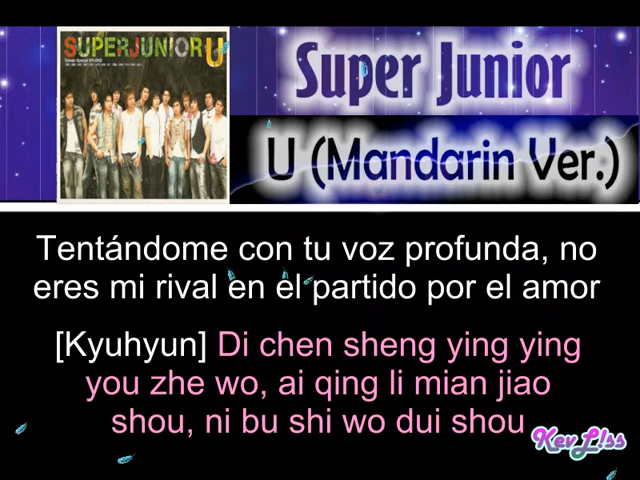 SUPERJUNIOR U
Super Junior
U (Mandarin Ver.)
Tentándome con tu voz profunda, no
eres mi rival en el partido por el amor
[Kyuhyun] Di chen sheng ying ying
you zhe wo, ai qing li mian jiao
shou, ni bu shi wo dui shou
KevL!ss